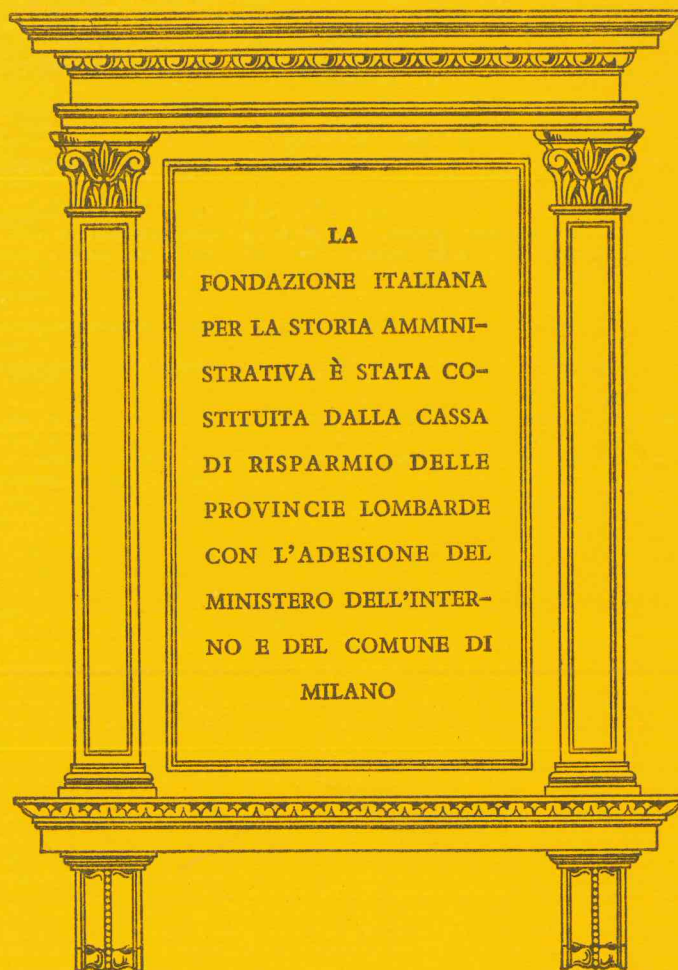 LA
FONDAZIONE ITALIANA
PER LA STORIA AMMINI-
STRATIVA È STATA CO-
STITUITA DALLA CASSA
DI RISPARMIO DELLE
PROVINCIE LOMBARDE
CON L'ADESIONE DEL
MINISTERO DELL'INTER-
NO E DEL COMUNE DI
MILANO